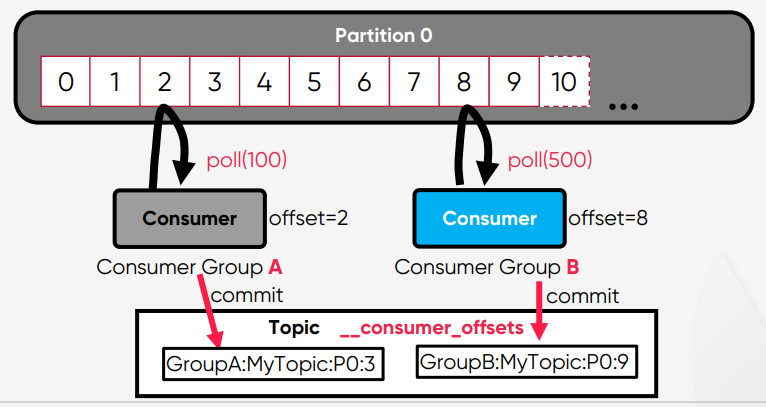 Partition 0
0 1 2 3 4 5 6 7 8 9 10
...
poll(100) poll(500)
Consumer offset=2 Consumer offset=8
Consumer Group A Consumer Group B
commit commit
Topic __consumer_offsets
GroupA:MyTopic:P0:3 GroupB:MyTopic:P0:9